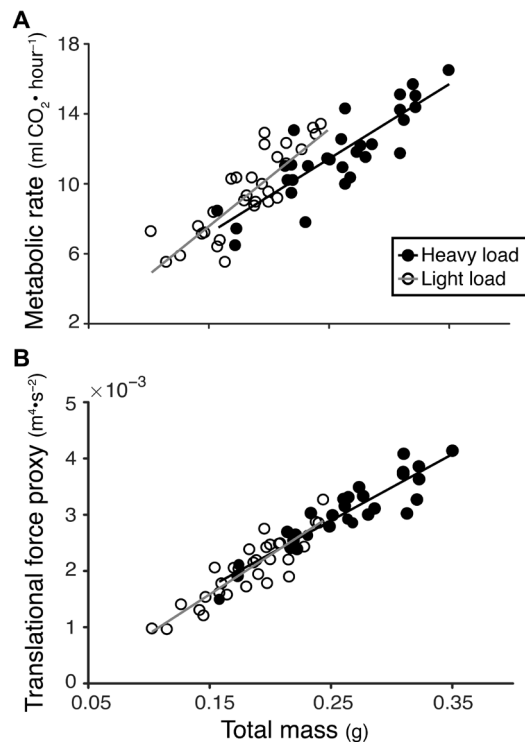 A
Metabolic rate (ml CO₂ • hour⁻¹)
18
14
10
6
2
Heavy load
Light load
B
× 10⁻³
Translational force proxy (m⁴•s⁻²)
5
4
3
2
1
0
0.05
0.15
0.25
0.35
Total mass (g)